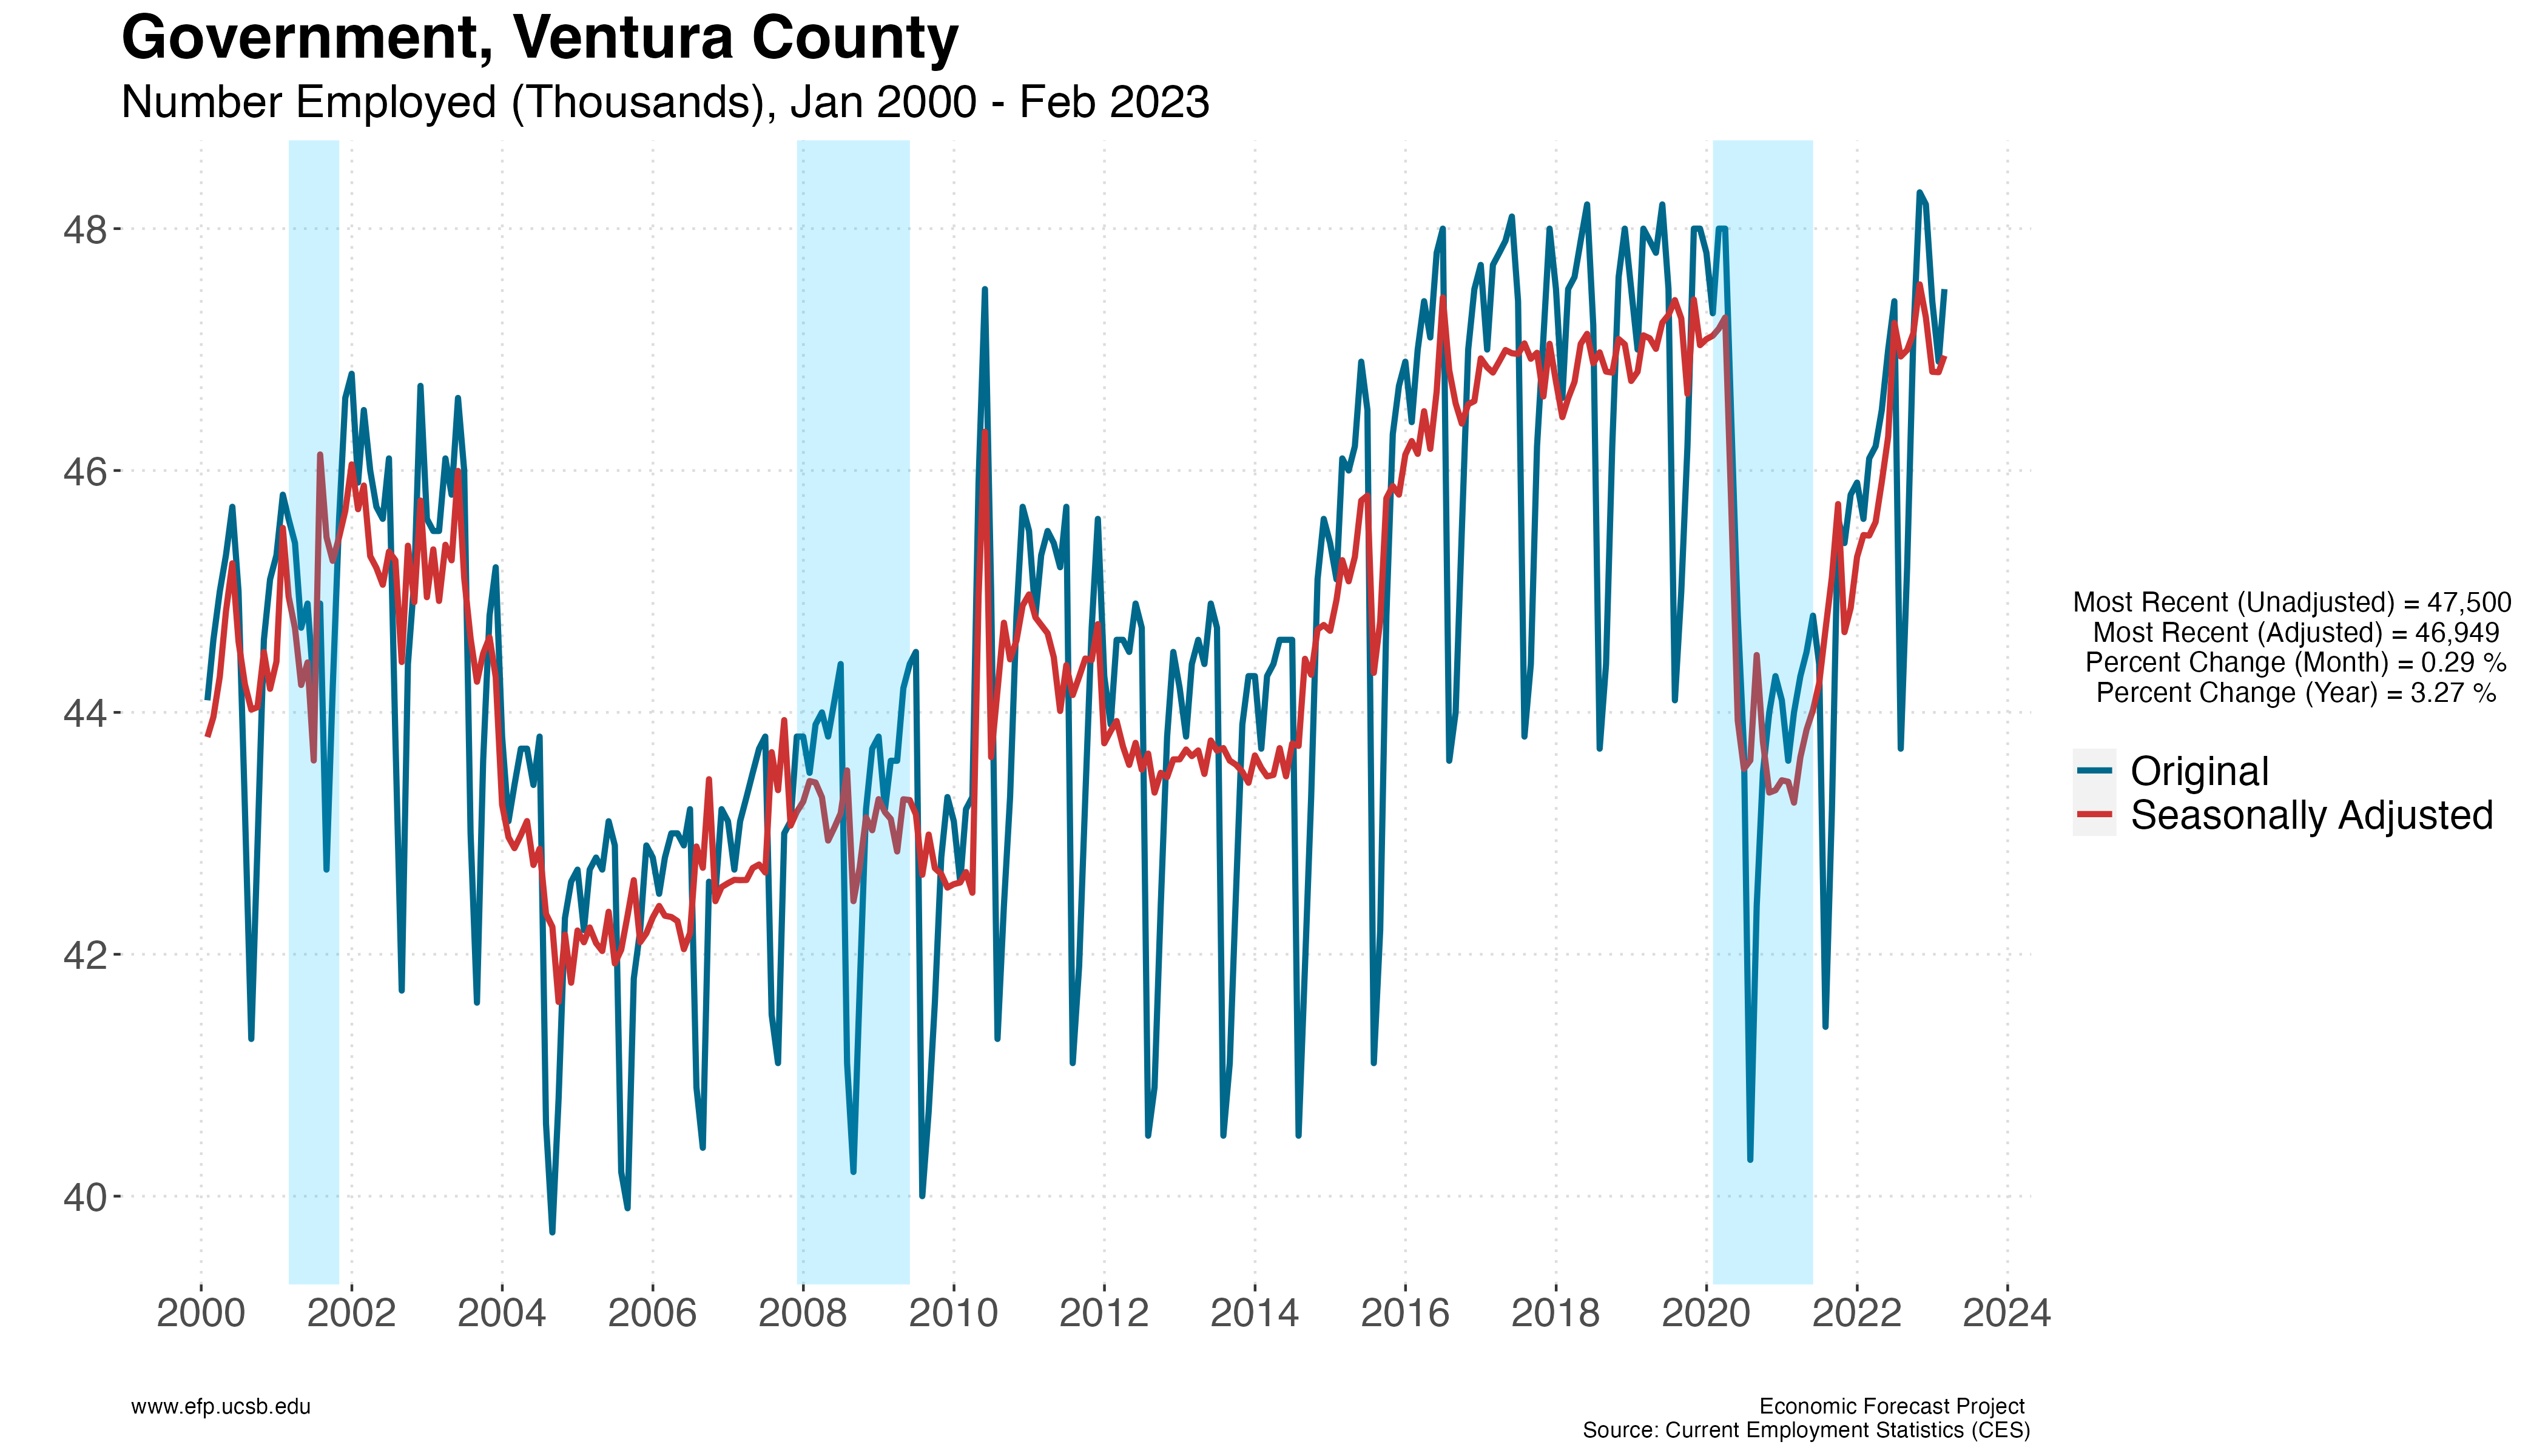 Government, Ventura County
Number Employed (Thousands), Jan 2000 - Feb 2023
48
46
44
42
40
2000 2002 2004 2006 2008 2010 2012 2014 2016 2018 2020 2022 2024
Most Recent (Unadjusted) = 47,500
Most Recent (Adjusted) = 46,949
Percent Change (Month) = 0.29 %
Percent Change (Year) = 3.27 %
Original
Seasonally Adjusted
www.efp.ucsb.edu
Economic Forecast Project
Source: Current Employment Statistics (CES)